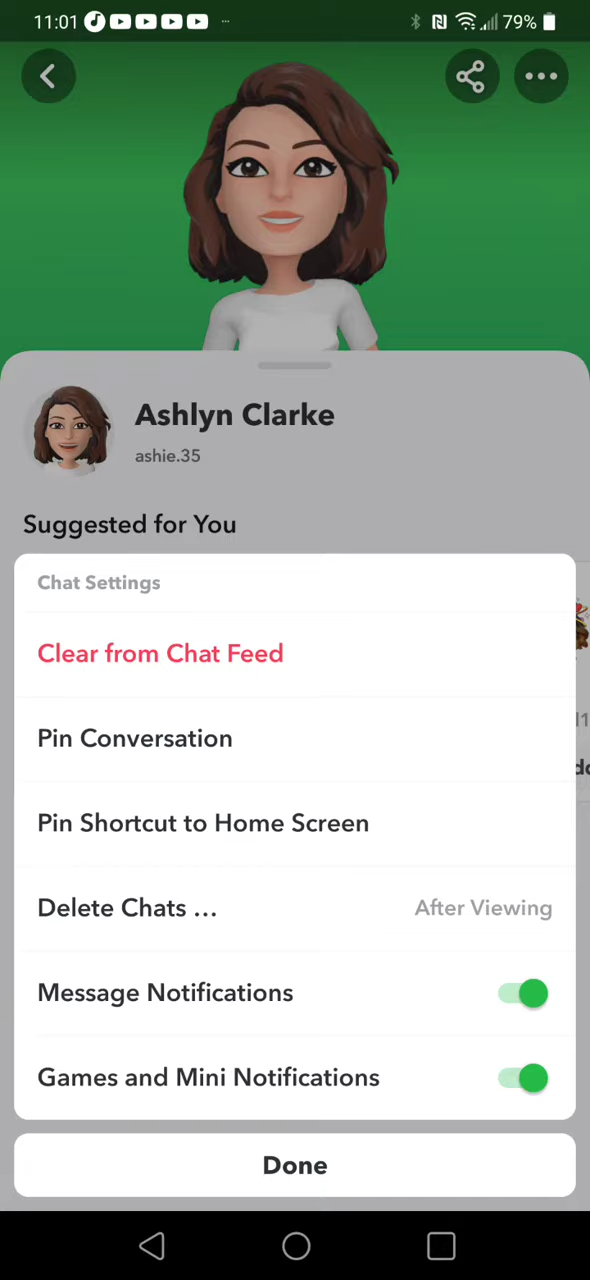 11:01
79%
Ashlyn Clarke
ashie.35
Suggested for You
Chat Settings
Clear from Chat Feed
Pin Conversation
Pin Shortcut to Home Screen
Delete Chats ... After Viewing
Message Notifications
Games and Mini Notifications
Done